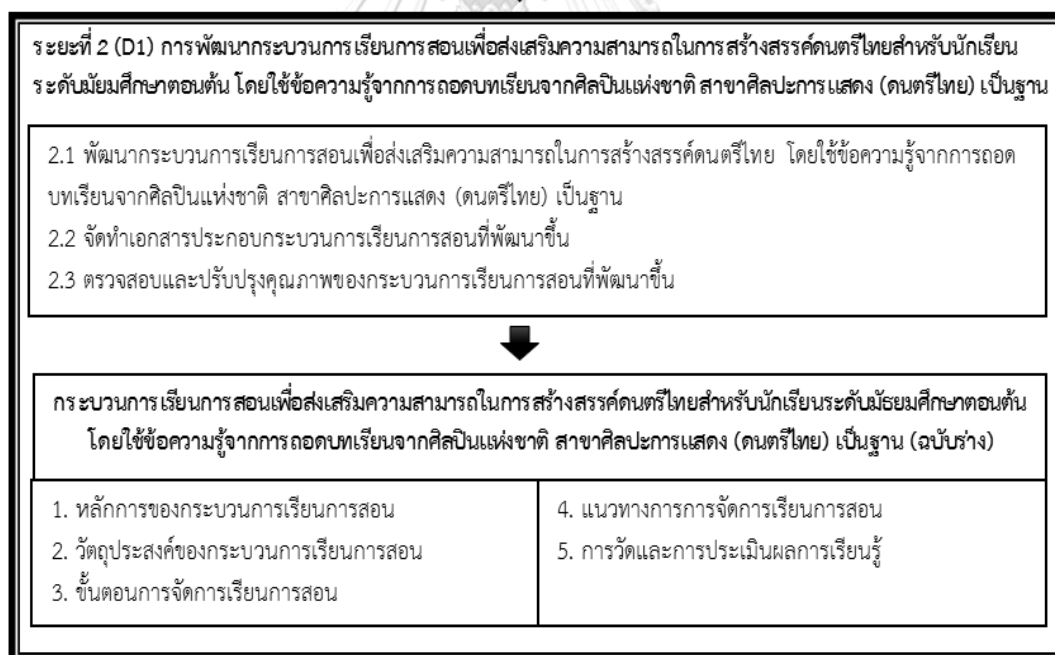 ระยะที่ 2 (D1) การพัฒนากระบวนการเรียนการสอนเพื่อส่งเสริมความสามารถในการสร้างสรรค์ดนตรีไทยสำหรับนักเรียน
ระดับมัธยมศึกษาตอนต้น โดยใช้ข้อความรู้จากการถอดบทเรียนจากศิลปินแห่งชาติ สาขาศิลปะการแสดง (ดนตรีไทย) เป็นฐาน
2.1 พัฒนากระบวนการเรียนการสอนเพื่อส่งเสริมความสามารถในการสร้างสรรค์ดนตรีไทย โดยใช้ข้อความรู้จากการถอด
บทเรียนจากศิลปินแห่งชาติ สาขาศิลปะการแสดง (ดนตรีไทย) เป็นฐาน
2.2 จัดทำเอกสารประกอบกระบวนการเรียนการสอนที่พัฒนาขึ้น
2.3 ตรวจสอบและปรับปรุงคุณภาพของกระบวนการเรียนการสอนที่พัฒนาขึ้น
กระบวนการเรียนการสอนเพื่อส่งเสริมความสามารถในการสร้างสรรค์ดนตรีไทยสำหรับนักเรียนระดับมัธยมศึกษาตอนต้น
โดยใช้ข้อความรู้จากการถอดบทเรียนจากศิลปินแห่งชาติ สาขาศิลปะการแสดง (ดนตรีไทย) เป็นฐาน (ฉบับร่าง)
1. หลักการของกระบวนการเรียนการสอน
2. วัตถุประสงค์ของกระบวนการเรียนการสอน
3. ขั้นตอนการจัดการเรียนการสอน
4. แนวทางการการจัดการเรียนการสอน
5. การวัดและการประเมินผลการเรียนรู้